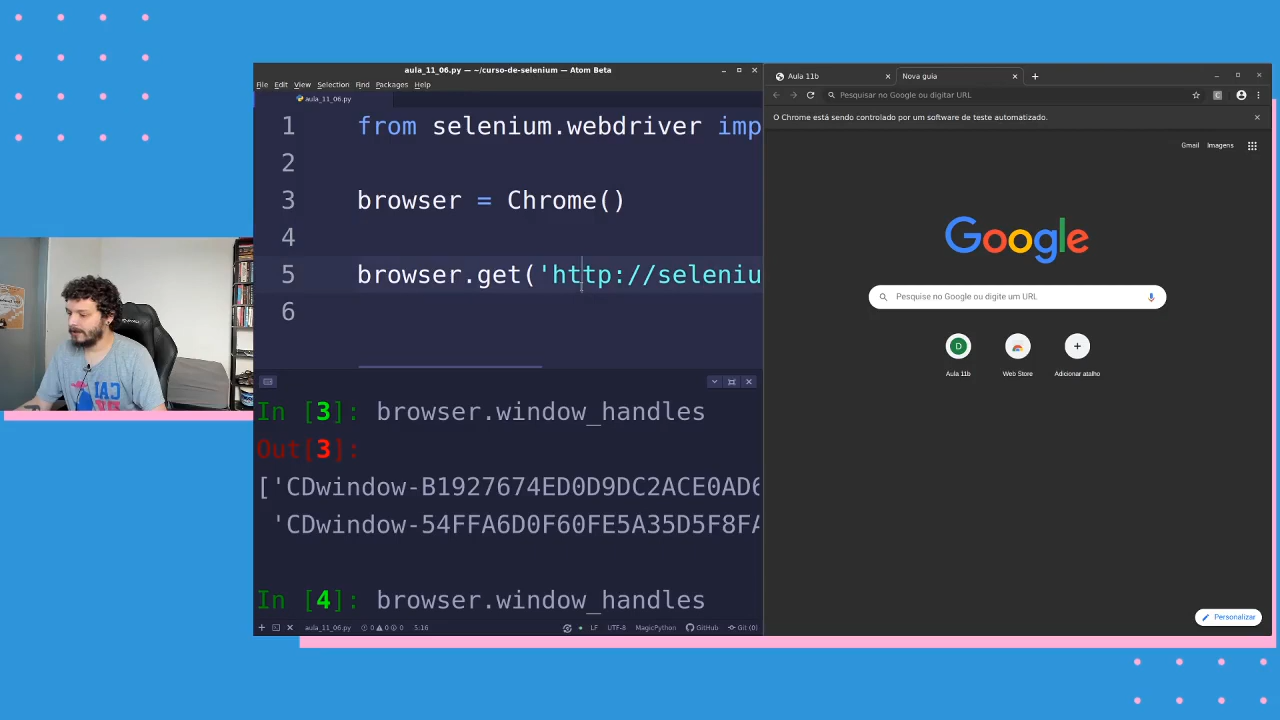 aula_11_06.py — ~/curso-de-selenium — Atom Beta
File Edit View Selection Find Packages Help
aula_11_06.py
1 from selenium.webdriver imp
2
3 browser = Chrome()
4
5 browser.get('http://seleniu
6
In [3]: browser.window_handles
Out[3]:
['CDwindow-B1927674ED0D9DC2ACE0AD6
'CDwindow-54FFA6D0F60FE5A35D5F8FA
In [4]: browser.window_handles
aula_11_06.py 0 0 0 5:16 LF UTF-8 MagicPython GitHub Git (0)
Aula 11b Nova guia
Pesquisar no Google ou digitar URL
O Chrome está sendo controlado por um software de teste automatizado.
Gmail Imagens
Google
Pesquise no Google ou digite um URL
D
Aula 11b Web Store Adicionar atalho
Personalizar